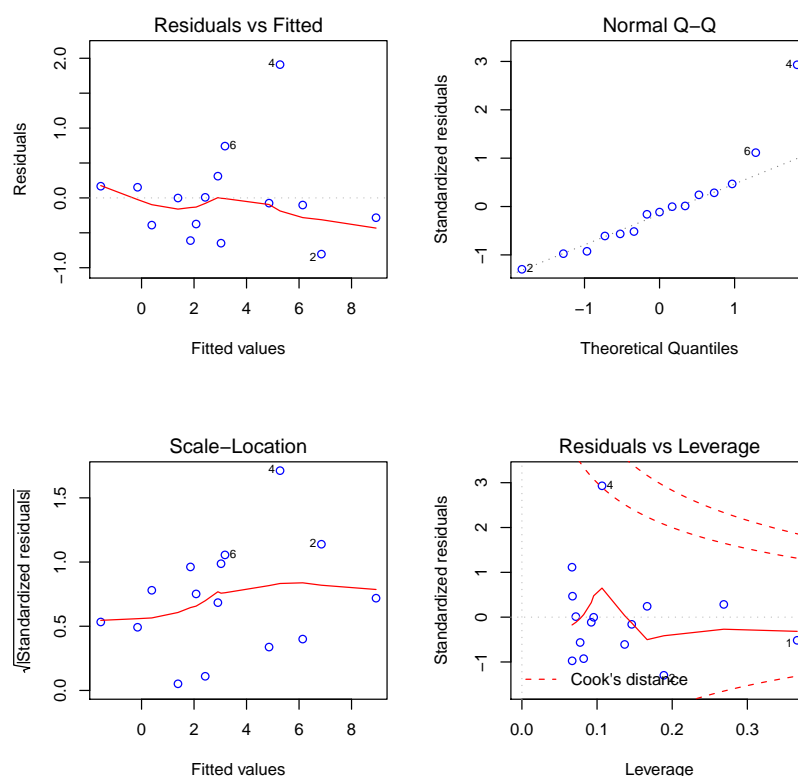 Residuals vs Fitted
Residuals
2.0
1.0
0.0
−1.0
4
6
2
0 2 4 6 8
Fitted values
Normal Q−Q
Standardized residuals
3
2
1
0
−1
4
6
2
−1 0 1
Theoretical Quantiles
Scale−Location
√|Standardized residuals|
1.5
1.0
0.5
0.0
4
2
6
0 2 4 6 8
Fitted values
Residuals vs Leverage
Standardized residuals
3
2
1
0
−1
4
1
2
Cook's distance
0.0 0.1 0.2 0.3
Leverage